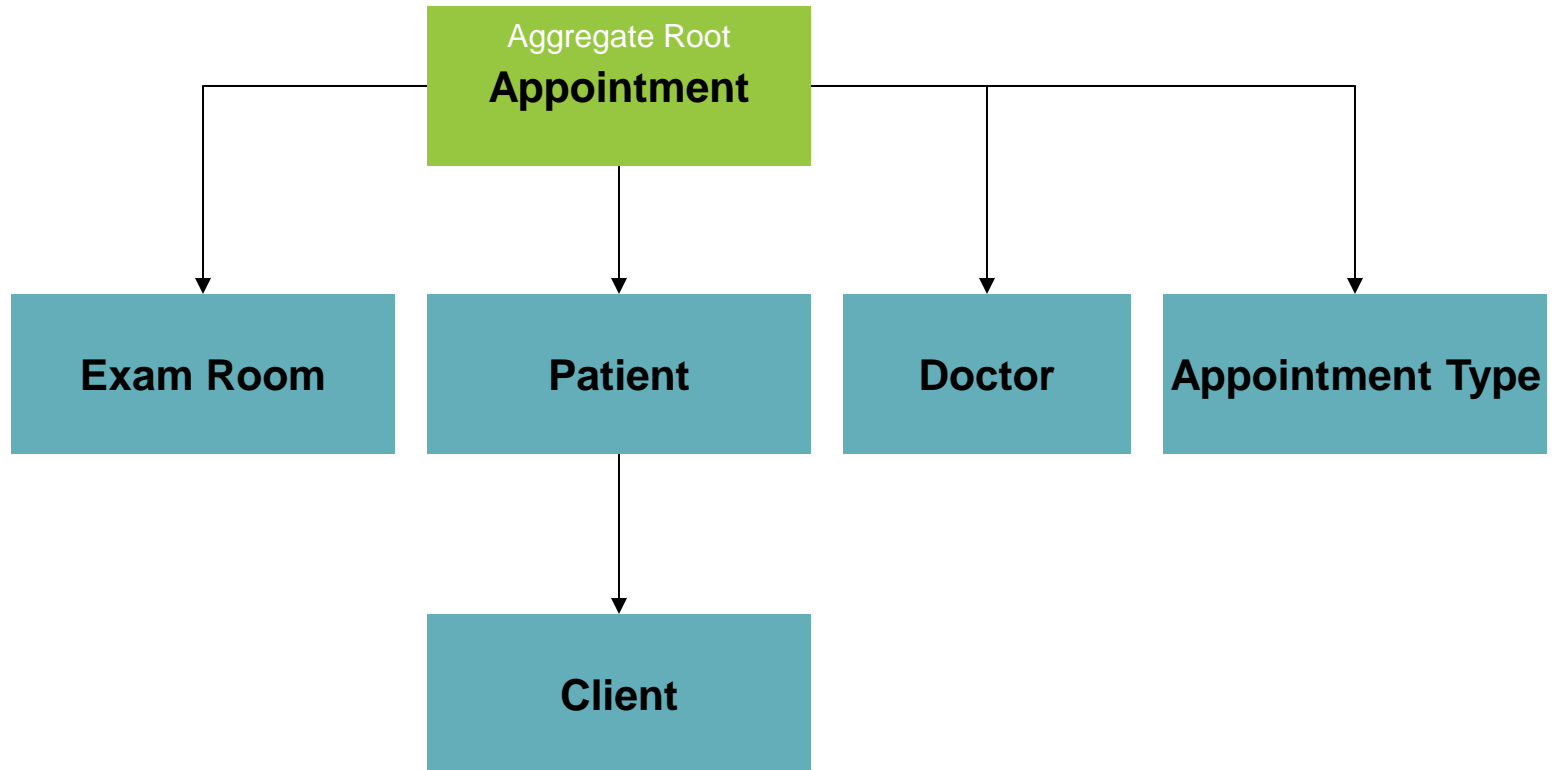 Aggregate Root
Appointment
Exam Room
Patient
Doctor
Appointment Type
Client